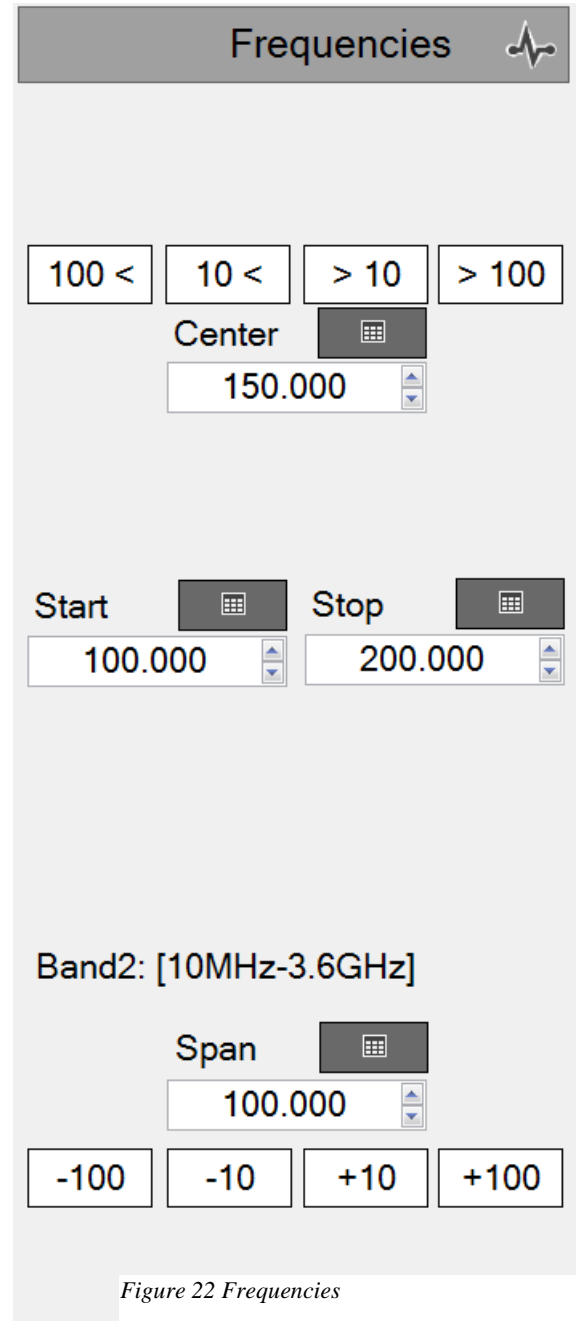 Frequencies
100 < 10 < > 10 > 100
Center
150.000
Start Stop
100.000 200.000
Band2: [10MHz-3.6GHz]
Span
100.000
-100 -10 +10 +100
Figure 22 Frequencies